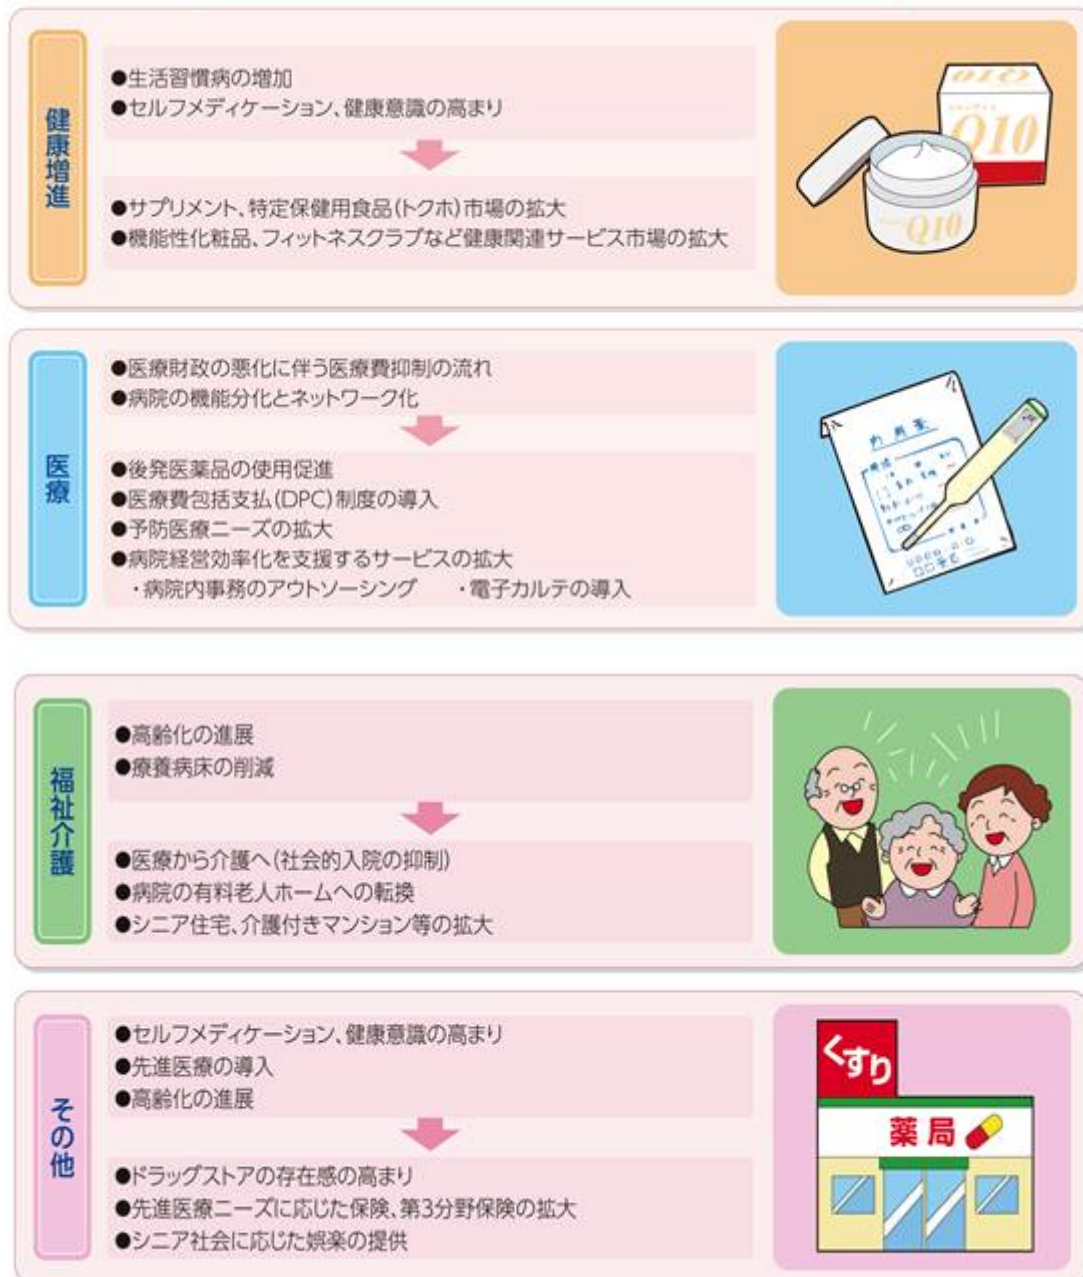 健康増進
●生活習慣病の増加
●セルフメディケーション、健康意識の高まり
●サプリメント、特定保健用食品(トクホ)市場の拡大
●機能性化粧品、フィットネスクラブなど健康関連サービス市場の拡大
Q10
Q10
Q10
医療
●医療財政の悪化に伴う医療費抑制の流れ
●病院の機能分化とネットワーク化
●後発医薬品の使用促進
●医療費包括支払(DPC)制度の導入
●予防医療ニーズの拡大
●病院経営効率化を支援するサービスの拡大
・病院内事務のアウトソーシング　・電子カルテの導入
内用薬
福祉介護
●高齢化の進展
●療養病床の削減
●医療から介護へ(社会的入院の抑制)
●病院の有料老人ホームへの転換
●シニア住宅、介護付きマンション等の拡大
その他
●セルフメディケーション、健康意識の高まり
●先進医療の導入
●高齢化の進展
●ドラッグストアの存在感の高まり
●先進医療ニーズに応じた保険、第3分野保険の拡大
●シニア社会に応じた娯楽の提供
くすり
薬局